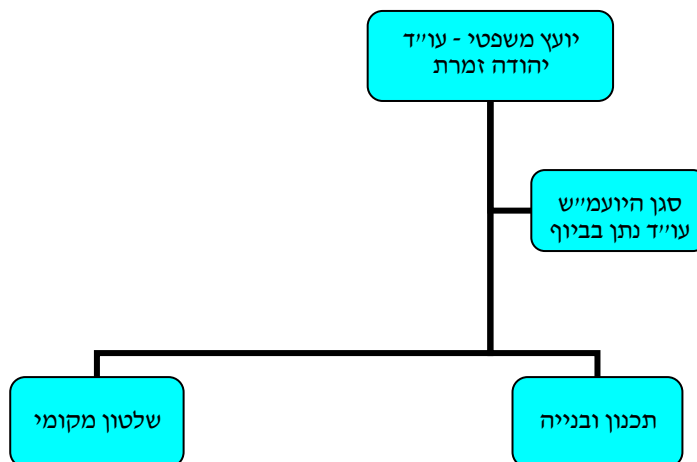 יועץ משפטי - עו״ד
יהודה זמרת
סגן היועמ״ש
עו״ד נתן בביוף
תכנון ובנייה
שלטון מקומי